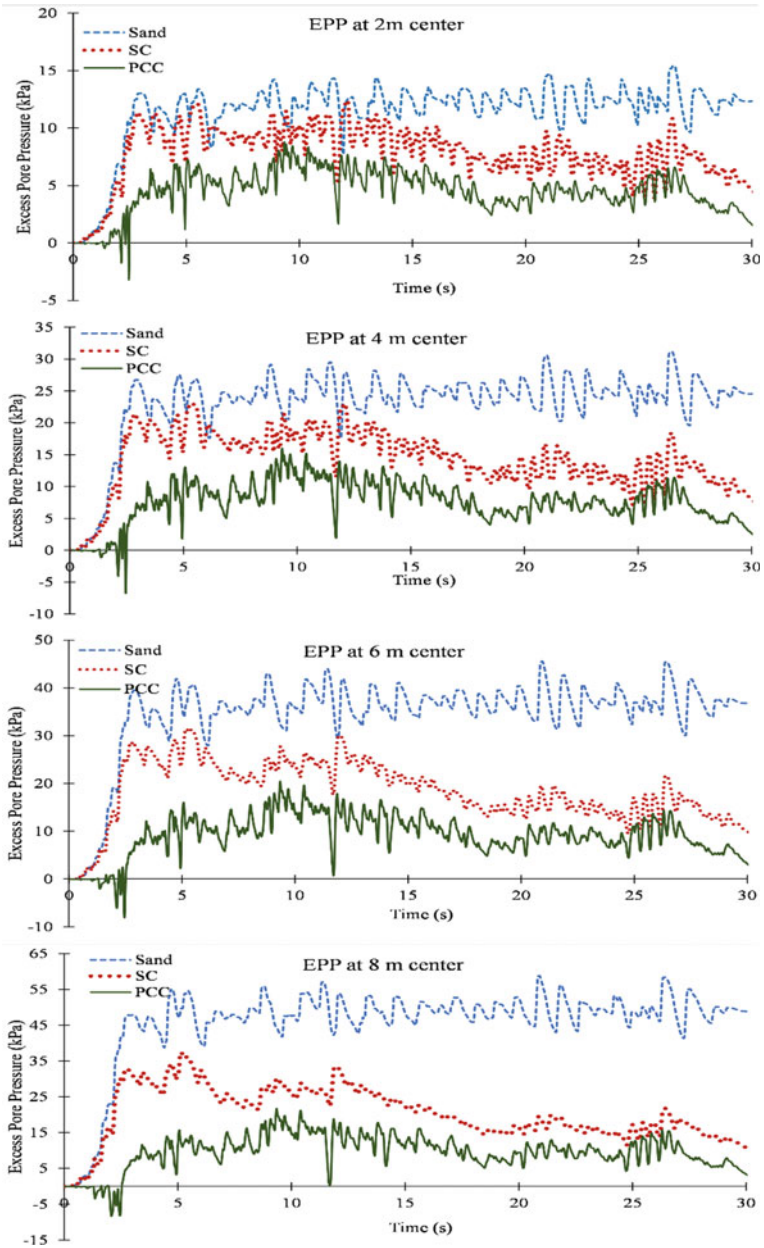 EPP at 2m center
Sand
SC
PCC
Excess Pore Pressure (kPa)
20
15
10
5
0
-5
0
5
10
15
20
25
30
Time (s)
EPP at 4 m center
Sand
SC
PCC
Excess Pore Pressure (kPa)
35
30
25
20
15
10
5
0
-5
-10
0
5
10
15
20
25
30
Time (s)
EPP at 6 m center
Sand
SC
PCC
Excess Pore Pressure (kPa)
50
40
30
20
10
0
-10
0
5
10
15
20
25
30
Time (s)
EPP at 8 m center
Sand
SC
PCC
Excess Pore Pressure (kPa)
65
55
45
35
25
15
5
-5
-15
0
5
10
15
20
25
30
Time (s)